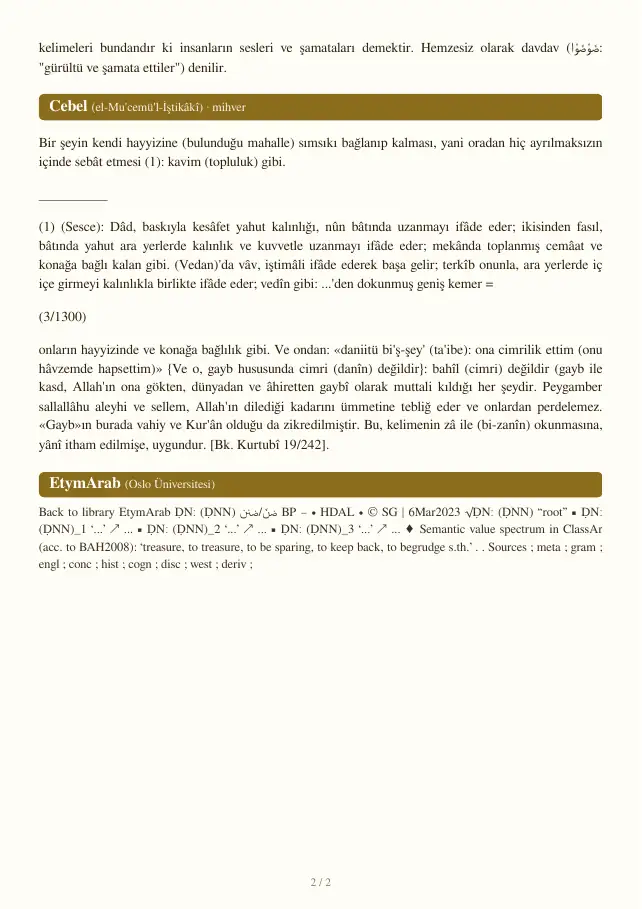 kelimeleri bundandır ki insanların sesleri ve şamataları demektir. Hemzesiz olarak davdav (ضَوْضَوْا:
"gürültü ve şamata ettiler") denilir.
Cebel (el-Mu'cemü'l-İştikâkî) · mihver
Bir şeyin kendi hayyizine (bulunduğu mahalle) sımsıkı bağlanıp kalması, yani oradan hiç ayrılmaksızın
içinde sebât etmesi (1): kavim (topluluk) gibi.
(1) (Sesce): Dâd, baskıyla kesâfet yahut kalınlığı, nûn bâtında uzanmayı ifâde eder; ikisinden fasıl,
bâtında yahut ara yerlerde kalınlık ve kuvvetle uzanmayı ifâde eder; mekânda toplanmış cemâat ve
konağa bağlı kalan gibi. (Vedan)'da vâv, iştimâli ifâde ederek başa gelir; terkîb onunla, ara yerlerde iç
içe girmeyi kalınlıkla birlikte ifâde eder; vedîn gibi: ...'den dokunmuş geniş kemer =
(3/1300)
onların hayyizinde ve konağa bağlılık gibi. Ve ondan: «daniitü bi'ş-şey' (ta'ibe): ona cimrilik ettim (onu
hâvzemde hapsettim)» {Ve o, gayb hususunda cimri (danîn) değildir}: bahîl (cimri) değildir (gayb ile
kasd, Allah'ın ona gökten, dünyadan ve âhiretten gaybî olarak muttali kıldığı her şeydir. Peygamber
sallallâhu aleyhi ve sellem, Allah'ın dilediği kadarını ümmetine tebliğ eder ve onlardan perdelemez.
«Gayb»ın burada vahiy ve Kur'ân olduğu da zikredilmiştir. Bu, kelimenin zâ ile (bi-zanîn) okunmasına,
yânî itham edilmişe, uygundur. [Bk. Kurtubî 19/242].
EtymArab (Oslo Üniversitesi)
Back to library EtymArab ḌN: (ḌNN) ضنّ/ضنن BP – • HDAL • © SG | 6Mar2023 √ḌN: (ḌNN) “root” ▪ ḌN:
(ḌNN)_1 ‘...’ ↗ ... ▪ ḌN: (ḌNN)_2 ‘...’ ↗ ... ▪ ḌN: (ḌNN)_3 ‘...’ ↗ ... ♦ Semantic value spectrum in ClassAr
(acc. to BAH2008): ‘treasure, to treasure, to be sparing, to keep back, to begrudge s.th.’ . . Sources ; meta ; gram ;
engl ; conc ; hist ; cogn ; disc ; west ; deriv ;
2 / 2